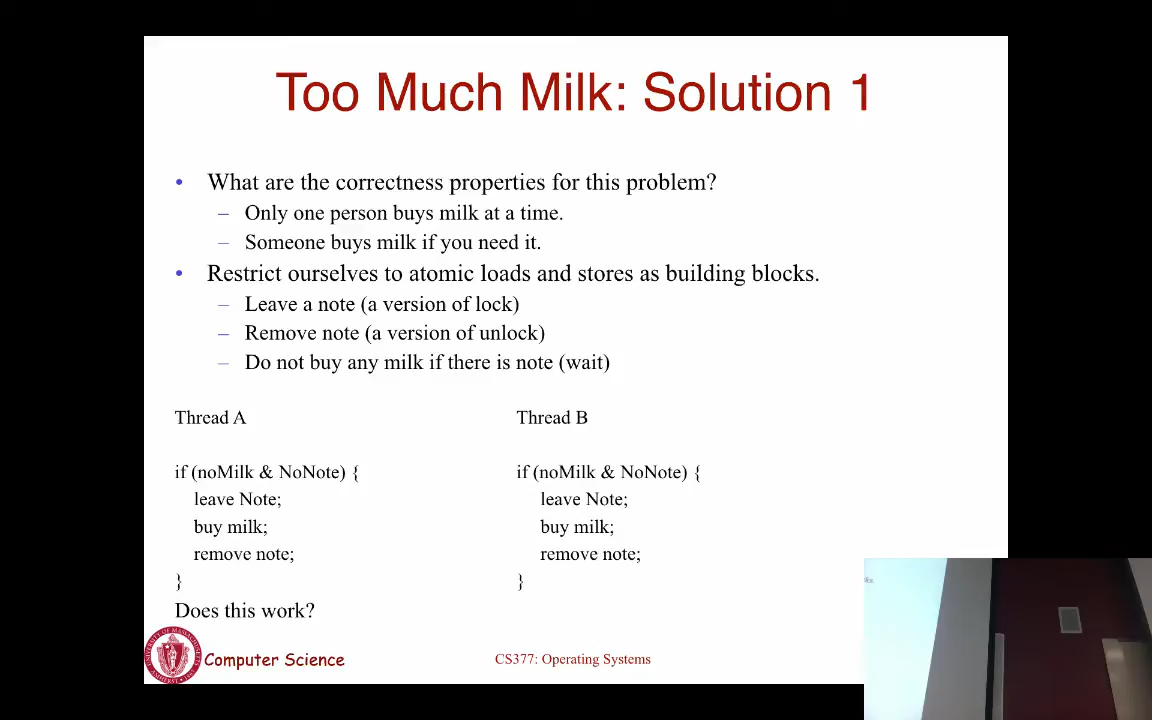 Too Much Milk: Solution 1
• What are the correctness properties for this problem?
– Only one person buys milk at a time.
– Someone buys milk if you need it.
• Restrict ourselves to atomic loads and stores as building blocks.
– Leave a note (a version of lock)
– Remove note (a version of unlock)
– Do not buy any milk if there is note (wait)
Thread A
Thread B
if (noMilk & NoNote) {
leave Note;
buy milk;
remove note;
}
if (noMilk & NoNote) {
leave Note;
buy milk;
remove note;
}
Does this work?
Computer Science
CS377: Operating Systems